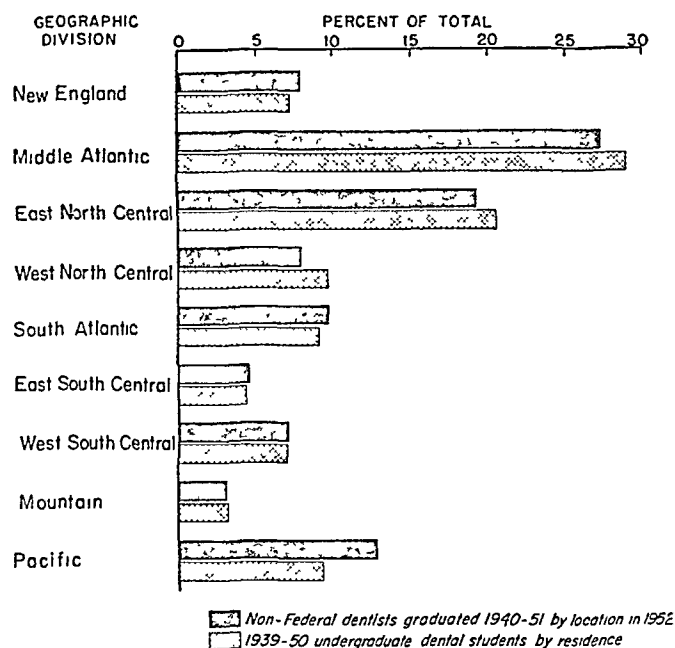 GEOGRAPHIC DIVISION
PERCENT OF TOTAL
0 5 10 15 20 25 30
New England
Middle Atlantic
East North Central
West North Central
South Atlantic
East South Central
West South Central
Mountain
Pacific
Non-Federal dentists graduated 1940-51 by location in 1952
1939-50 undergraduate dental students by residence